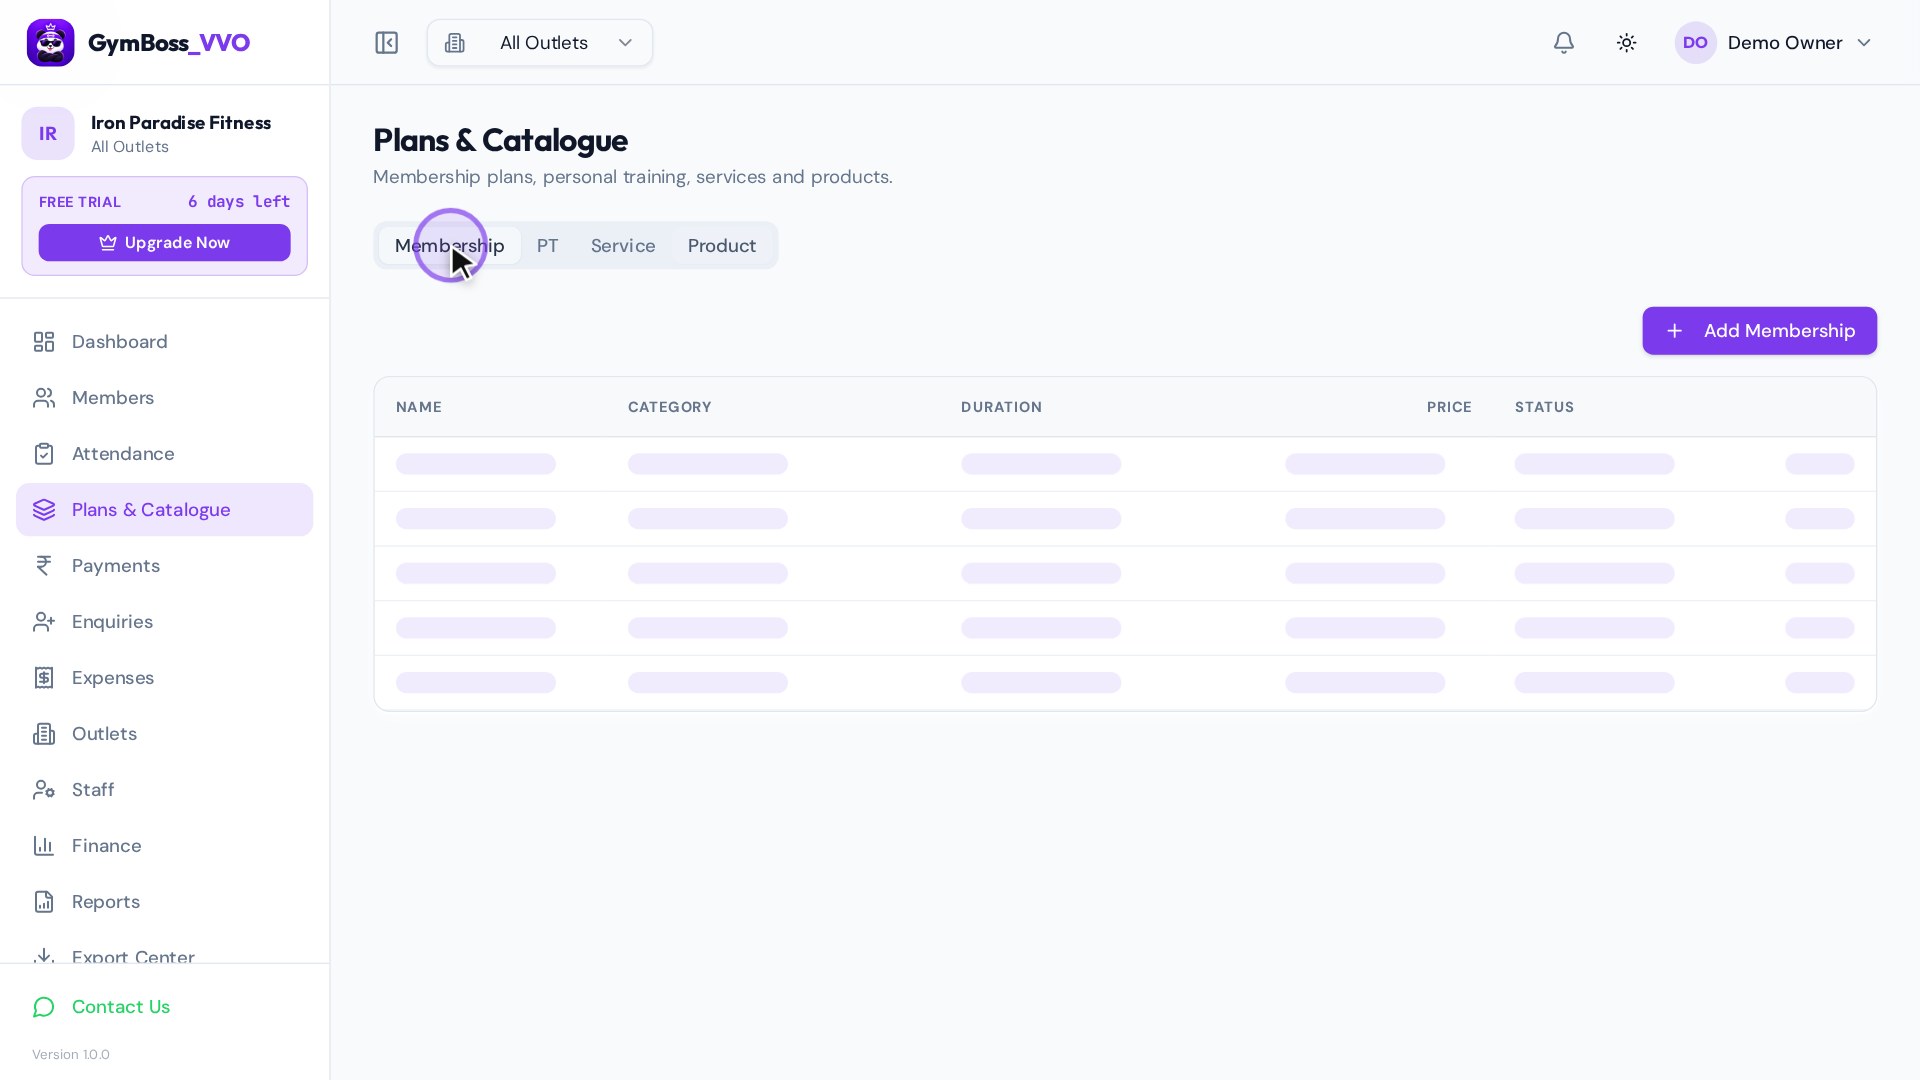 GymBoss_VVO
All Outlets
DO
Demo Owner
IR
Iron Paradise Fitness
All Outlets
FREE TRIAL
6 days left
Upgrade Now
Dashboard
Members
Attendance
Plans & Catalogue
Payments
Enquiries
Expenses
Outlets
Staff
Finance
Reports
Export Center
Contact Us
Version 1.0.0
Plans & Catalogue
Membership plans, personal training, services and products.
Membership PT Service Product
Add Membership
NAME CATEGORY DURATION PRICE STATUS